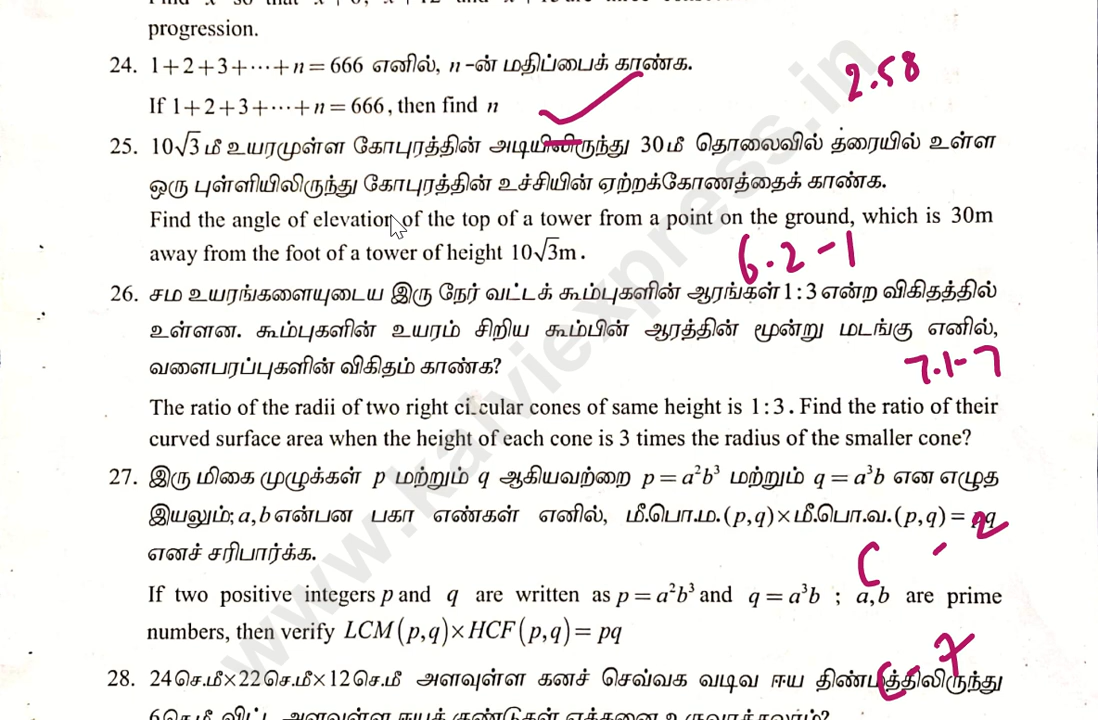 progression.
24. 1+2+3+⋯+n=666 எனில், n-ன் மதிப்பைக் காண்க.
2.58
If 1+2+3+⋯+n=666, then find n
25. 10√3மீ உயரமுள்ள கோபுரத்தின் அடியிலிருந்து 30மீ தொலைவில் தரையில் உள்ள
ஒரு புள்ளியிலிருந்து கோபுரத்தின் உச்சியின் ஏற்றக்கோணத்தைக் காண்க.
Find the angle of elevation of the top of a tower from a point on the ground, which is 30m
away from the foot of a tower of height 10√3m.
6.2-1
26. சம உயரங்களையுடைய இரு நேர் வட்டக் கூம்புகளின் ஆரங்கள் 1:3 என்ற விகிதத்தில்
உள்ளன. கூம்புகளின் உயரம் சிறிய கூம்பின் ஆரத்தின் மூன்று மடங்கு எனில்,
வளைபரப்புகளின் விகிதம் காண்க?
7.1-7
The ratio of the radii of two right circular cones of same height is 1:3. Find the ratio of their
curved surface area when the height of each cone is 3 times the radius of the smaller cone?
27. இரு மிகை முழுக்கள் p மற்றும் q ஆகியவற்றை p=a²b³ மற்றும் q=a³b என எழுத
இயலும்; a,b என்பன பகா எண்கள் எனில், மீ.பொ.ம.(p,q)×மீ.பொ.வ.(p,q)=pq
எனச் சரிபார்க்க.
C - 2
If two positive integers p and q are written as p=a²b³ and q=a³b ; a,b are prime
numbers, then verify LCM(p,q)×HCF(p,q)=pq
C-7
28. 24செ.மீ×22செ.மீ×12செ.மீ அளவுள்ள கனச் செவ்வக வடிவ ஈய திண்மத்திலிருந்து
www.kalviexpress.in